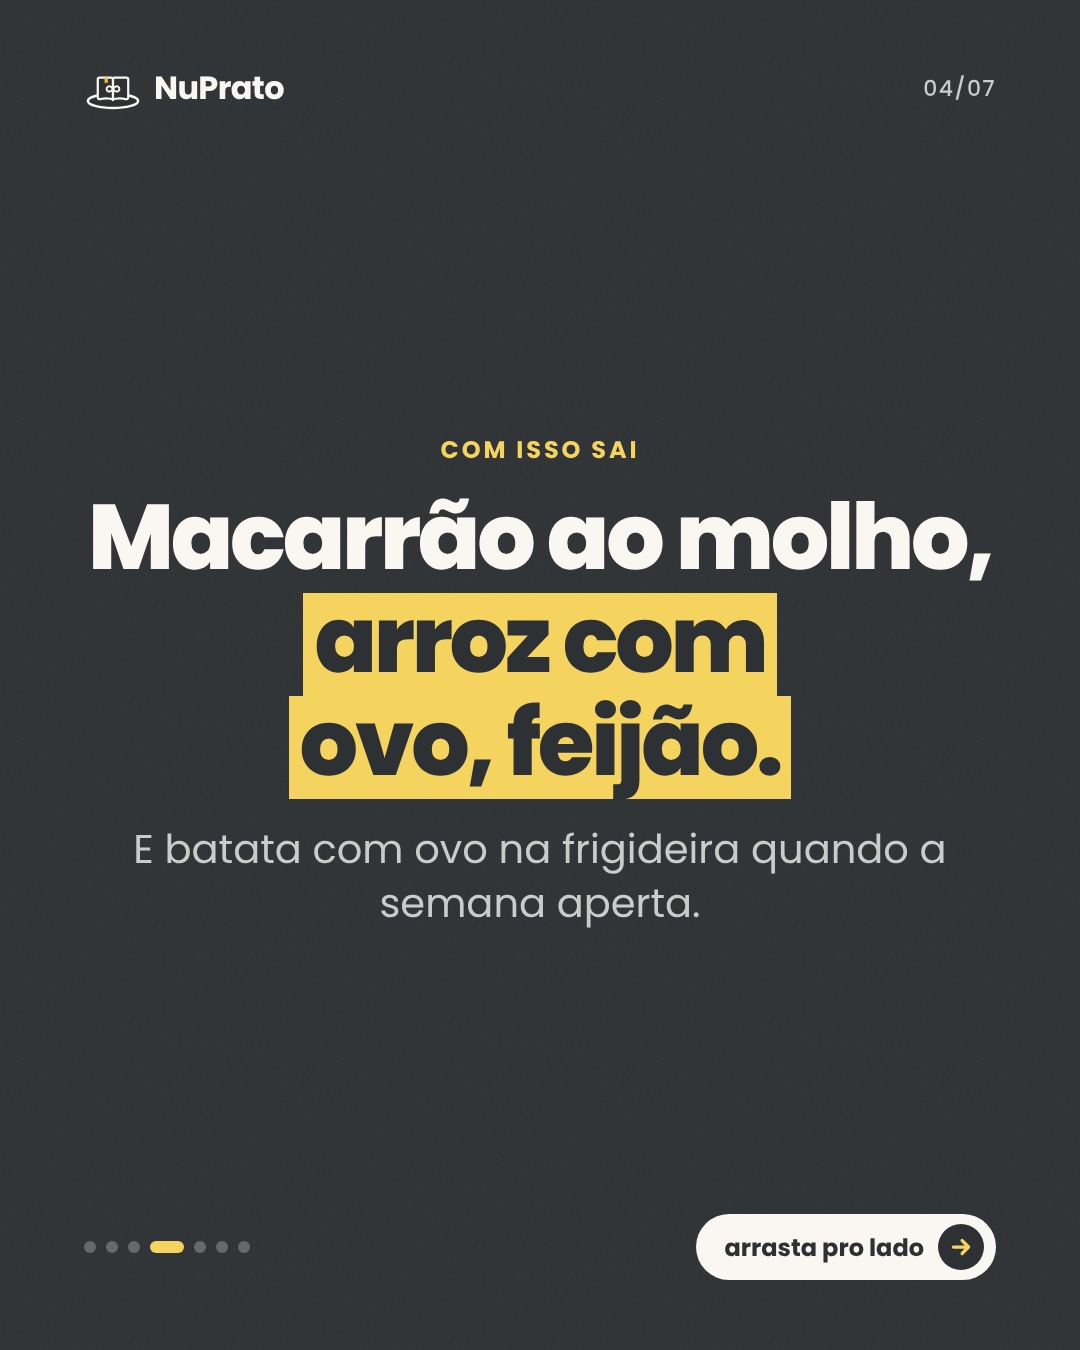 NuPrato
04/07
COM ISSO SAI
Macarrão ao molho,
arroz com
ovo, feijão.
E batata com ovo na frigideira quando a
semana aperta.
arrasta pro lado